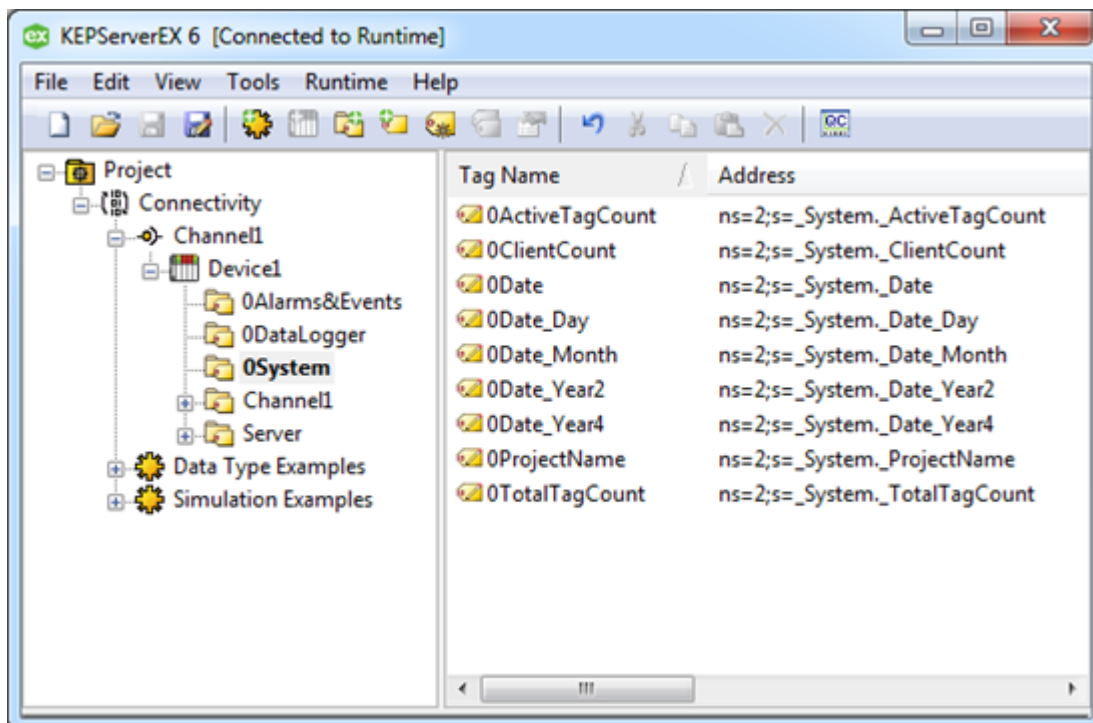 KEPServerEX 6 [Connected to Runtime]
File Edit View Tools Runtime Help
Project
Connectivity
Channel1
Device1
0Alarms&Events
0DataLogger
0System
Channel1
Server
Data Type Examples
Simulation Examples
Tag Name Address
0ActiveTagCount ns=2;s=_System._ActiveTagCount
0ClientCount ns=2;s=_System._ClientCount
0Date ns=2;s=_System._Date
0Date_Day ns=2;s=_System._Date_Day
0Date_Month ns=2;s=_System._Date_Month
0Date_Year2 ns=2;s=_System._Date_Year2
0Date_Year4 ns=2;s=_System._Date_Year4
0ProjectName ns=2;s=_System._ProjectName
0TotalTagCount ns=2;s=_System._TotalTagCount